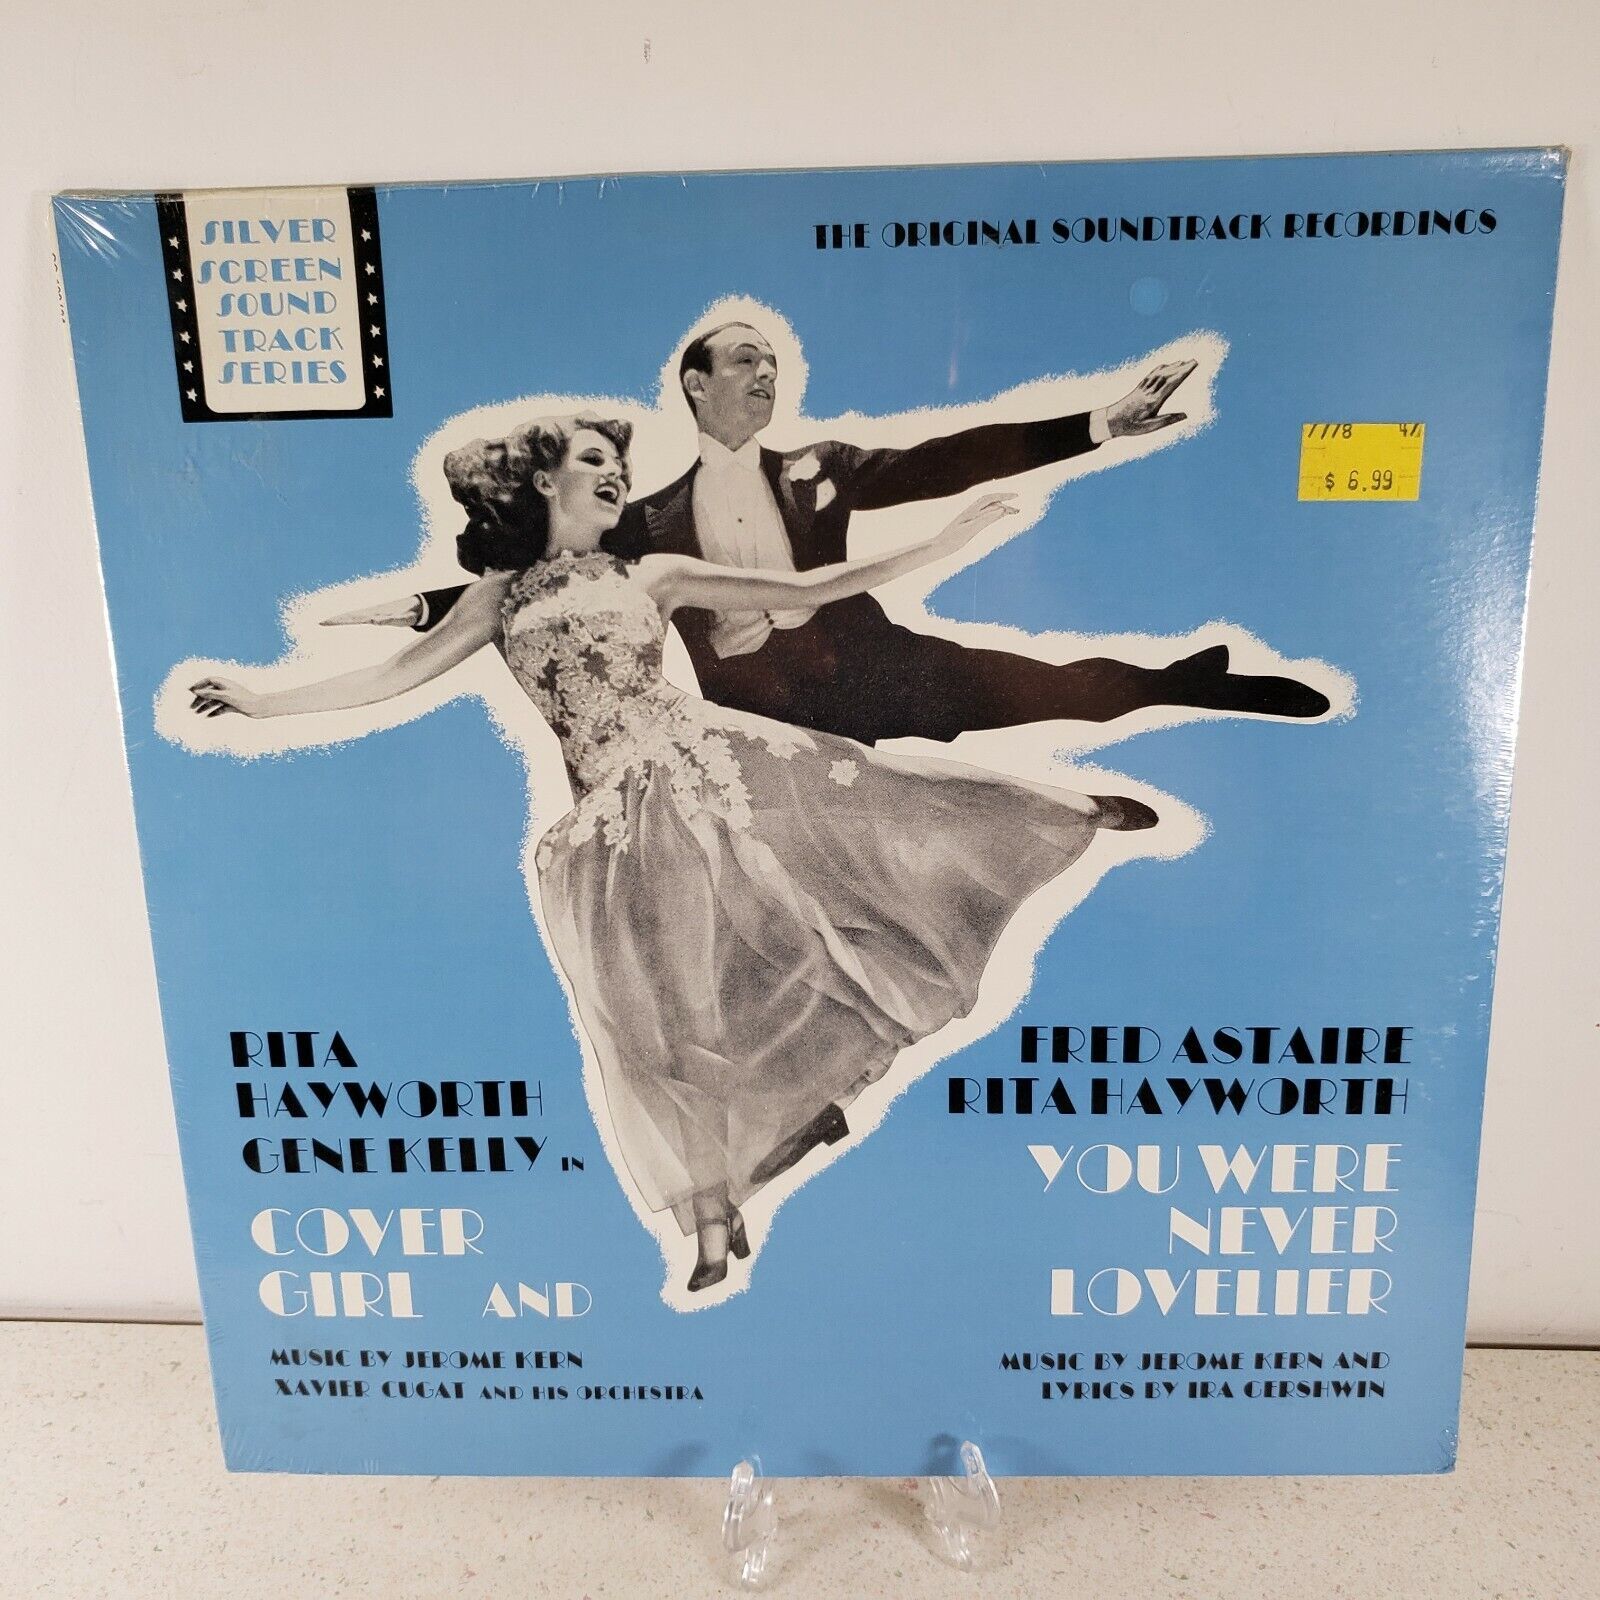 SILVER
SCREEN
SOUND
TRACK
SERIES
THE ORIGINAL SOUNDTRACK RECORDINGS
$ 6.99
RITA
HAYWORTH
GENE KELLY IN
COVER
GIRL AND
MUSIC BY JEROME KERN
XAVIER CUGAT AND HIS ORCHESTRA
FRED ASTAIRE
RITA HAYWORTH
YOU WERE
NEVER
LOVELIER
MUSIC BY JEROME KERN AND
LYRICS BY IRA GERSHWIN